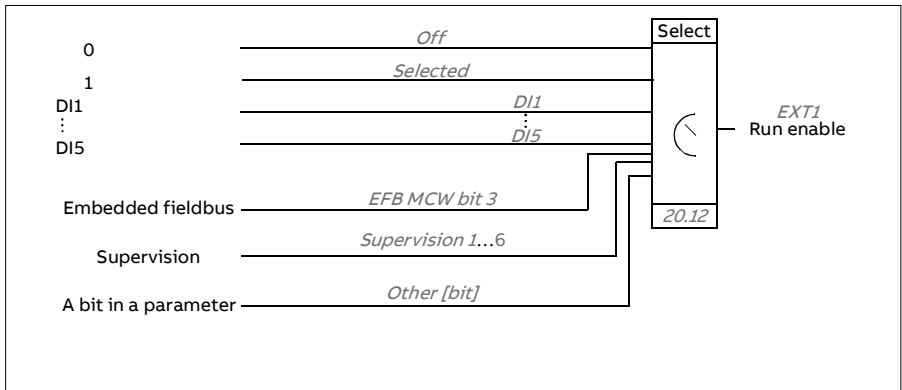 Select
0 Off
1 Selected
DI1 DI1
DI5 DI5
EXT1
Run enable
Embedded fieldbus EFB MCW bit 3
20.12
Supervision Supervision 1...6
A bit in a parameter Other [bit]